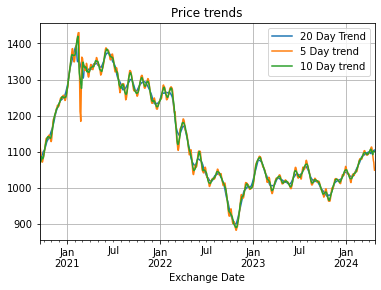 Price trends
20 Day Trend
5 Day trend
10 Day trend
1400
1300
1200
1100
1000
900
Jan
2021
Jul
Jan
2022
Jul
Jan
2023
Jul
Jan
2024
Exchange Date